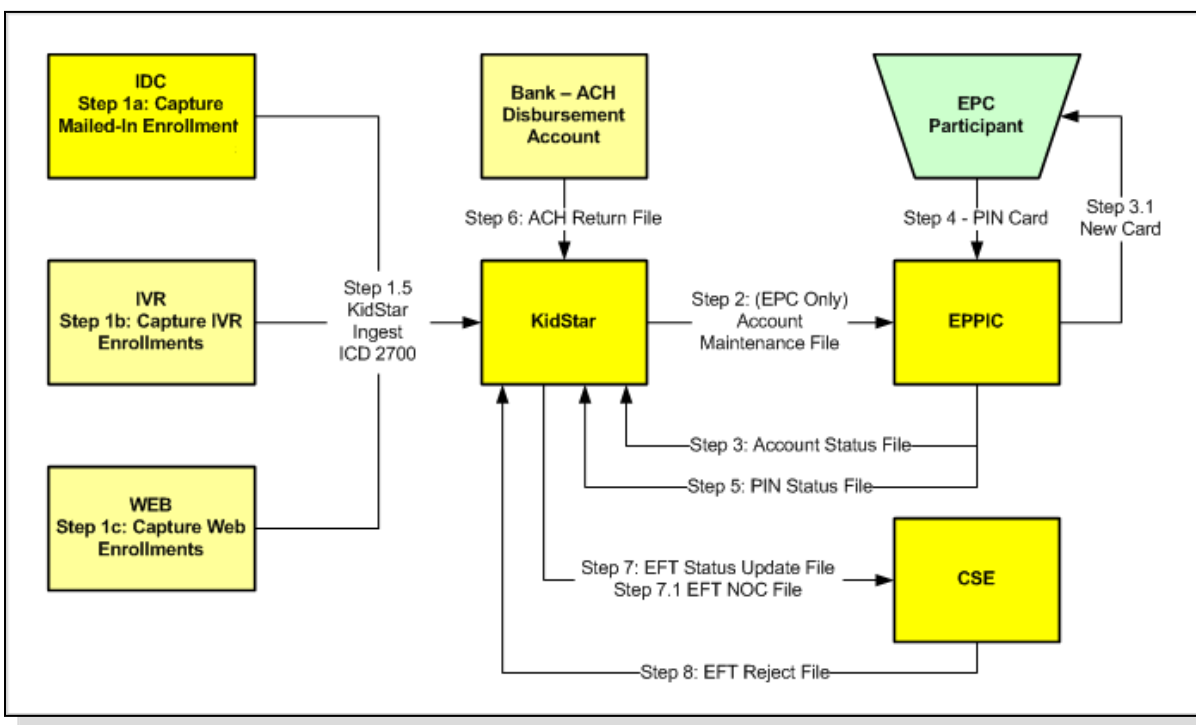 IDC
Step 1a: Capture
Mailed-In Enrollment
Bank – ACH
Disbursement
Account
EPC
Participant
Step 6: ACH Return File
Step 4 - PIN Card
Step 3.1
New Card
IVR
Step 1b: Capture IVR
Enrollments
Step 1.5
KidStar
Ingest
ICD 2700
KidStar
Step 2: (EPC Only)
Account
Maintenance File
EPPIC
Step 3: Account Status File
Step 5: PIN Status File
WEB
Step 1c: Capture Web
Enrollments
Step 7: EFT Status Update File
Step 7.1 EFT NOC File
CSE
Step 8: EFT Reject File